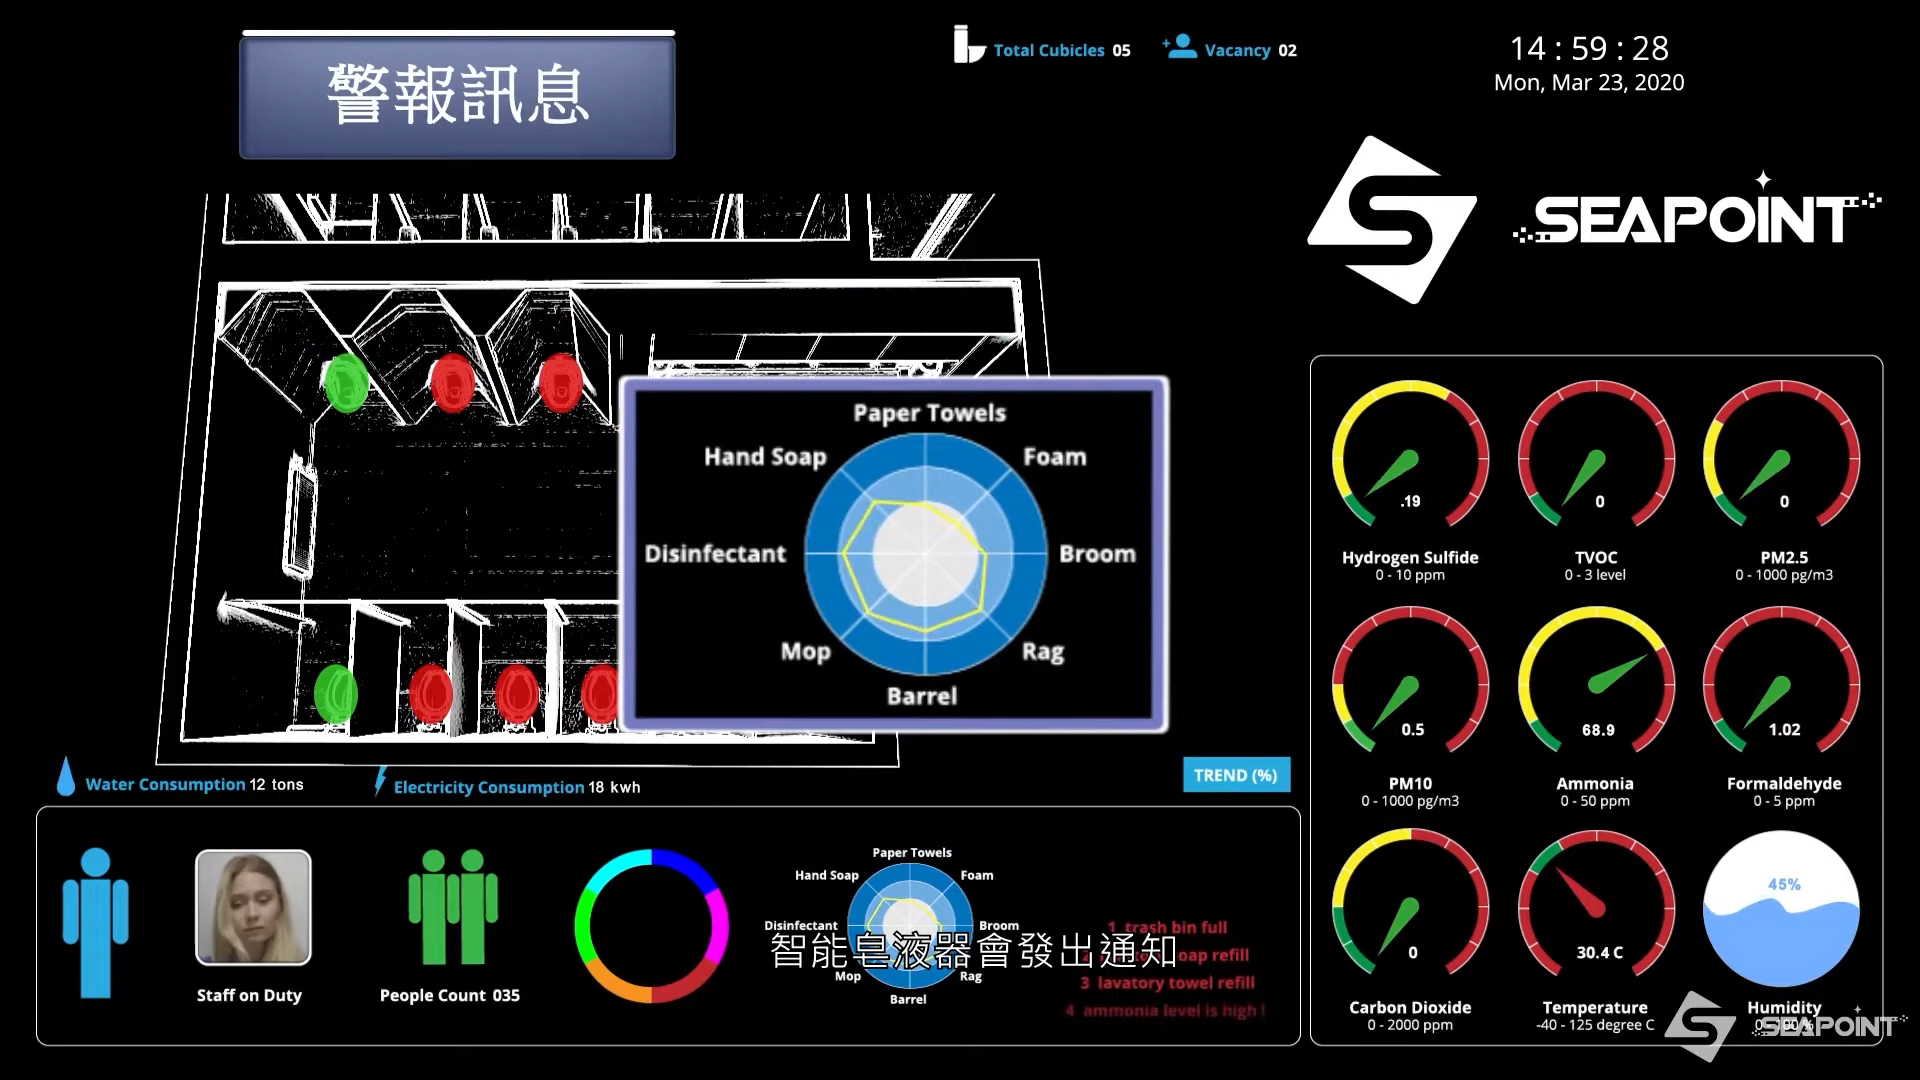 警報訊息
Total Cubicles 05
Vacancy 02
14 : 59 : 28
Mon, Mar 23, 2020
SEAPOINT
Paper Towels
Hand Soap
Foam
Disinfectant
Broom
Mop
Rag
Barrel
.19
Hydrogen Sulfide
0 - 10 ppm
0
TVOC
0 - 3 level
0
PM2.5
0 - 1000 pg/m3
0.5
PM10
0 - 1000 pg/m3
68.9
Ammonia
0 - 50 ppm
1.02
Formaldehyde
0 - 5 ppm
0
Carbon Dioxide
0 - 2000 ppm
30.4 C
Temperature
-40 - 125 degree C
45%
Humidity
Water Consumption 12 tons
Electricity Consumption 18 kwh
TREND (%)
Staff on Duty
People Count 035
Paper Towels
Hand Soap
Foam
Disinfectant
Broom
Mop
Rag
Barrel
1 trash bin full
oap refill
3 lavatory towel refill
4 ammonia level is high !
智能皂液器會發出通知
SEAPOINT